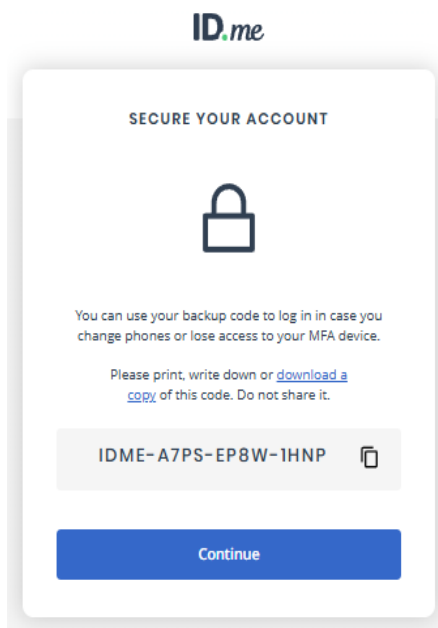 ID.me
SECURE YOUR ACCOUNT
You can use your backup code to log in in case you
change phones or lose access to your MFA device.
Please print, write down or download a
copy of this code. Do not share it.
IDME-A7PS-EP8W-1HNP
Continue